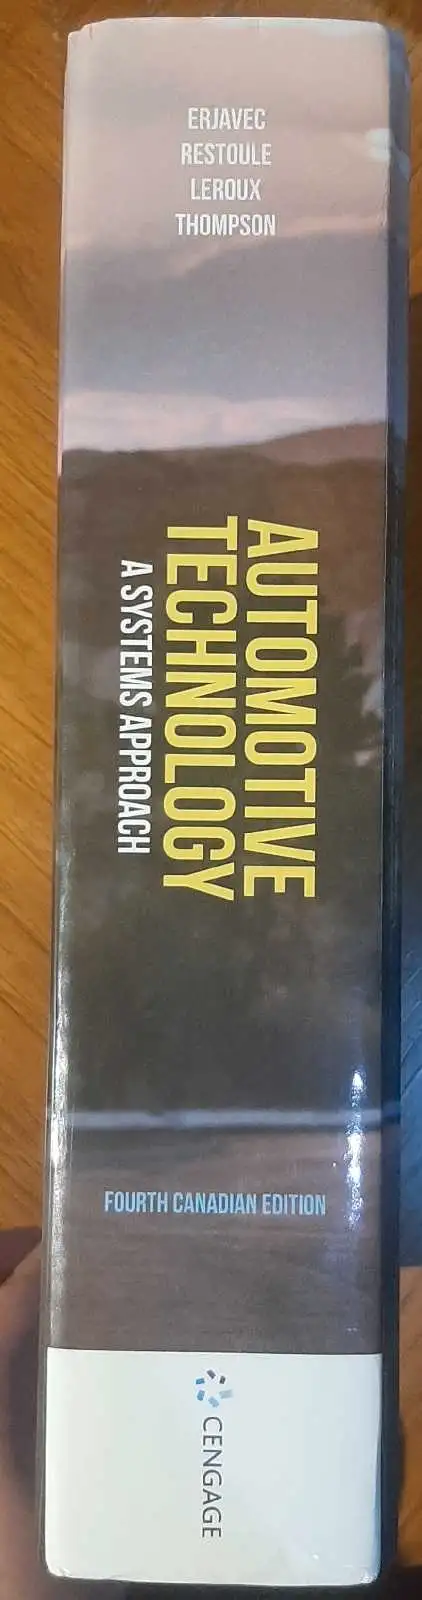 ERJAVEC
RESTOULE
LEROUX
THOMPSON
AUTOMOTIVE
TECHNOLOGY
A SYSTEMS APPROACH
FOURTH CANADIAN EDITION
CENGAGE